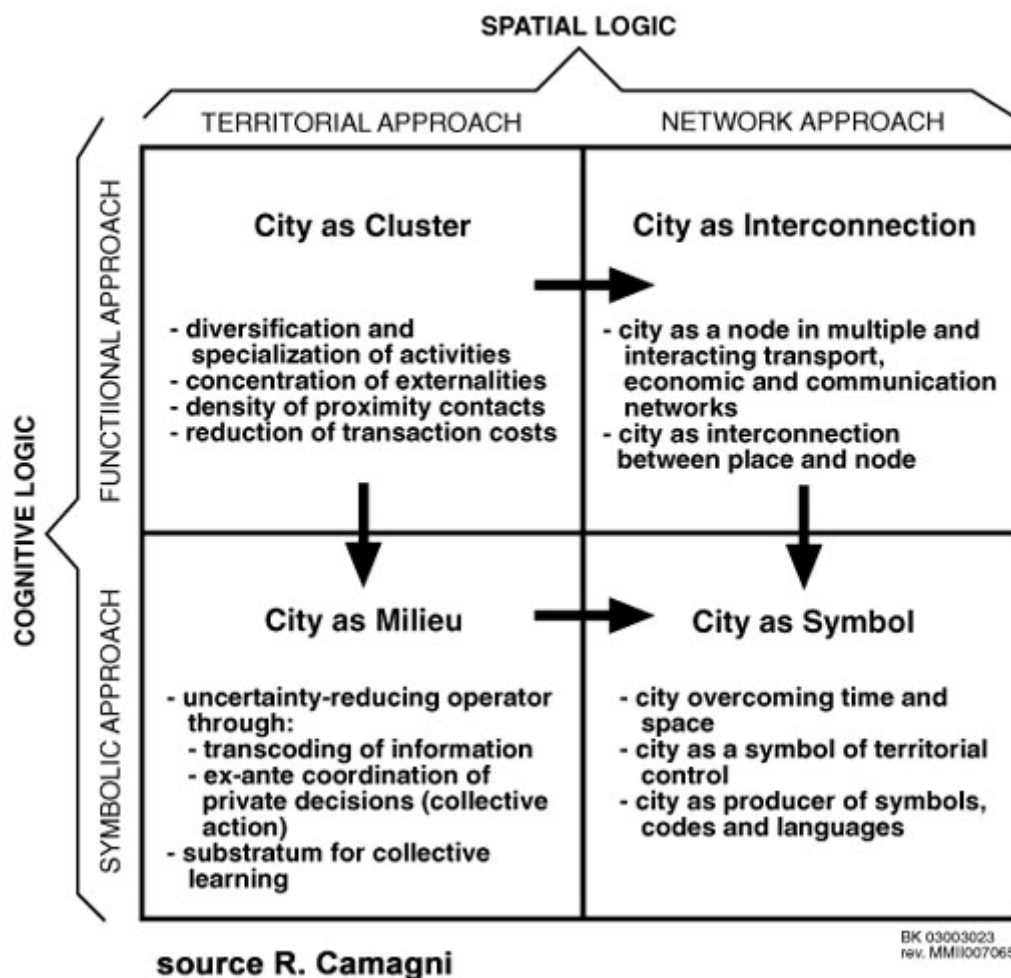 SPATIAL LOGIC
TERRITORIAL APPROACH
NETWORK APPROACH
COGNITIVE LOGIC
FUNCTIIONAL APPROACH
City as Cluster
- diversification and
specialization of activities
- concentration of externalities
- density of proximity contacts
- reduction of transaction costs
City as Interconnection
- city as a node in multiple and
interacting transport,
economic and communication
networks
- city as interconnection
between place and node
SYMBOLIC APPROACH
City as Milieu
- uncertainty-reducing operator
through:
- transcoding of information
- ex-ante coordination of
private decisions (collective
action)
- substratum for collective
learning
City as Symbol
- city overcoming time and
space
- city as a symbol of territorial
control
- city as producer of symbols,
codes and languages
source R. Camagni
BK 03003023
rev. MMII007065